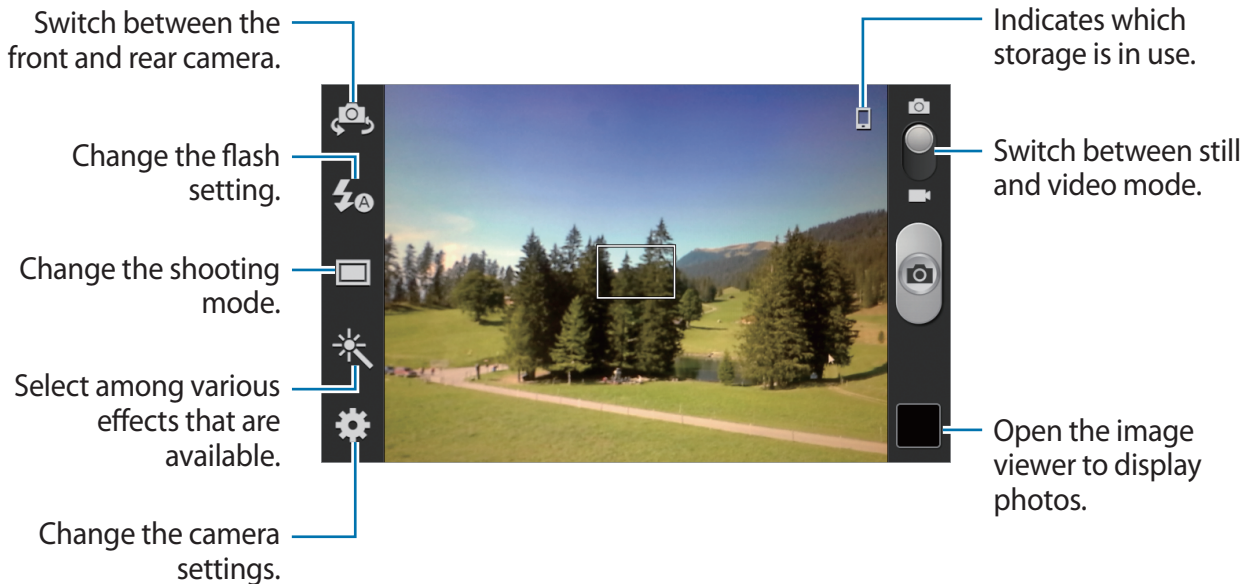 Switch between the
front and rear camera.
Change the flash
setting.
A
Change the shooting
mode.
Select among various
effects that are
available.
Change the camera
settings.
Indicates which
storage is in use.
Switch between still
and video mode.
Open the image
viewer to display
photos.